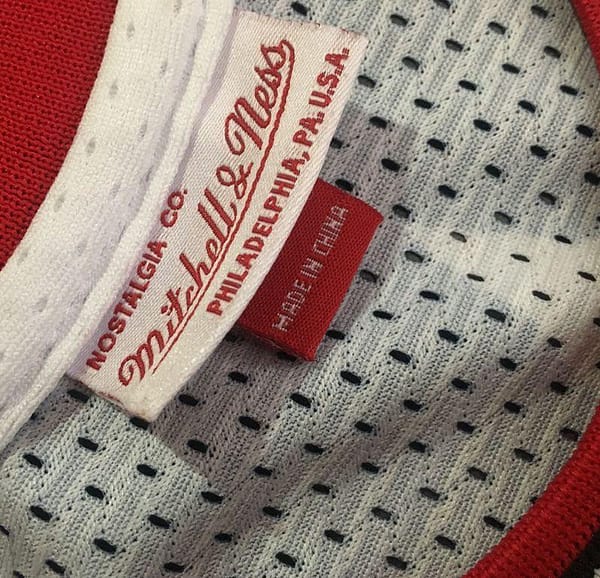 NOSTALGIA CO.
Mitchell & Ness
PHILADELPHIA, PA. U.S.A.
MADE IN CHINA